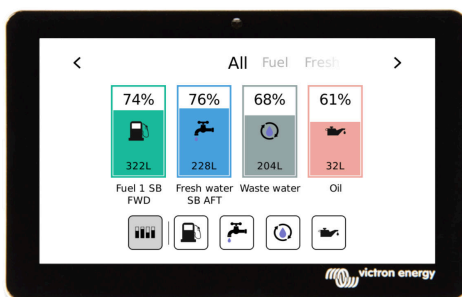 All Fuel Fresh
74% 76% 68% 61%
322L 228L 204L 32L
Fuel 1 SB Fresh water Waste water Oil
FWD SB AFT
victron energy